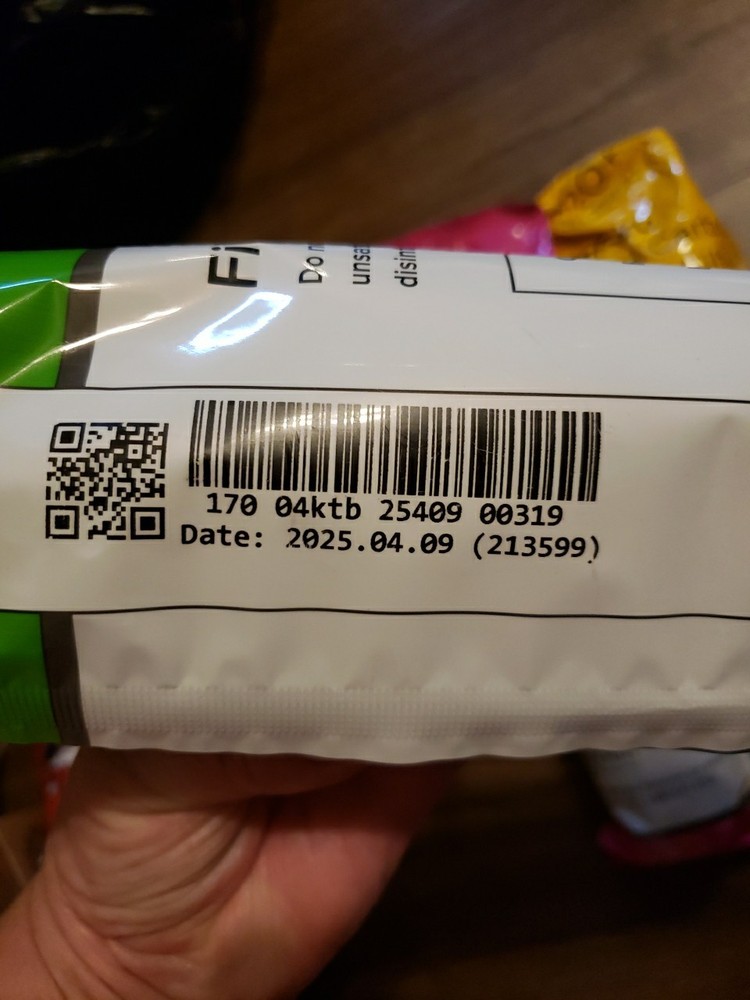 Fi
Do n
unsa
disin
170 04ktb 25409 00319
Date: 2025.04.09 (213599)